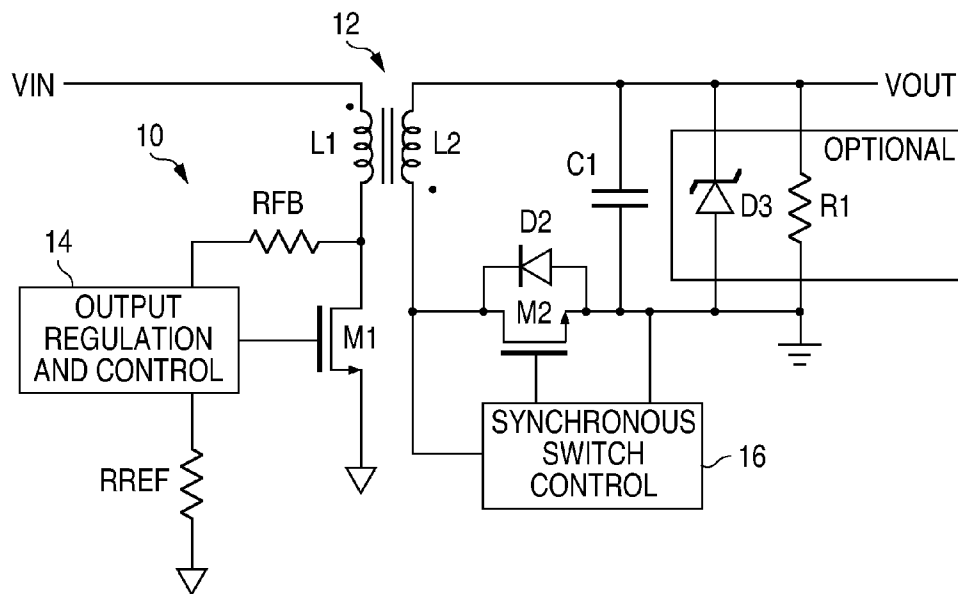 12
VIN
VOUT
10
L1
L2
C1
OPTIONAL
D3
R1
RFB
D2
14
OUTPUT
REGULATION
AND CONTROL
M1
M2
SYNCHRONOUS
SWITCH
CONTROL
16
RREF